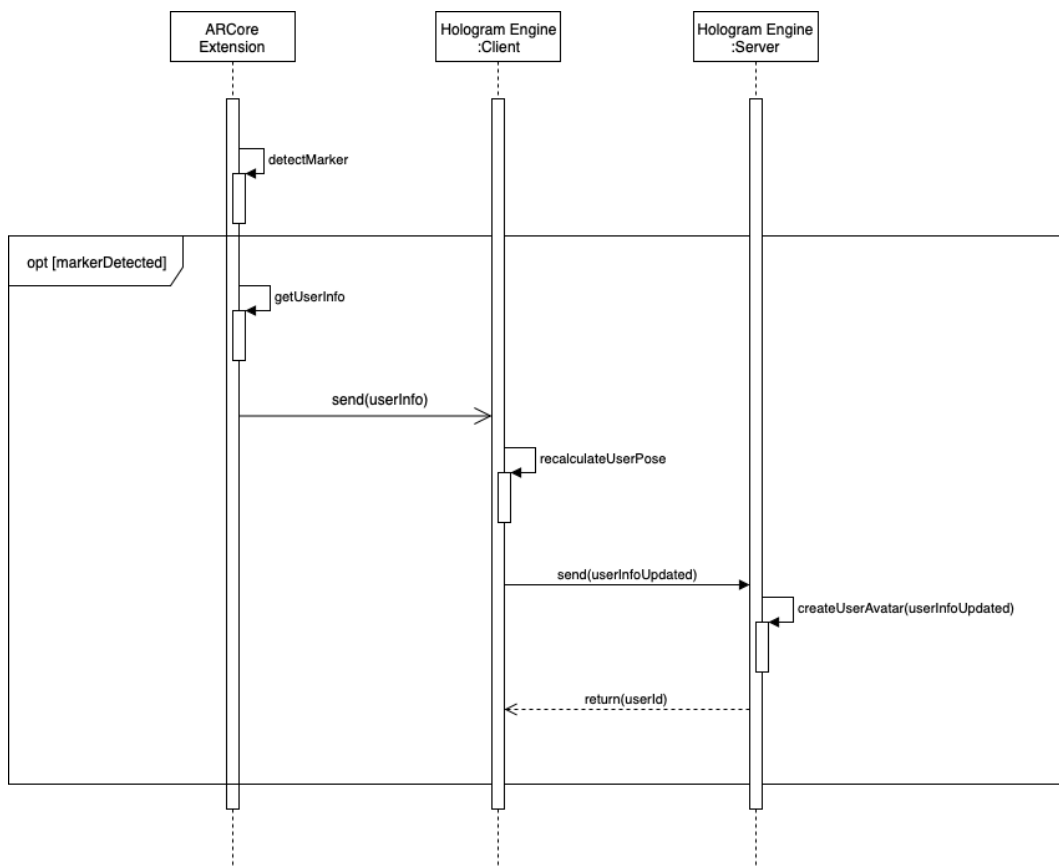 ARCore
Extension
Hologram Engine
:Client
Hologram Engine
:Server
detectMarker
opt [markerDetected]
getUserInfo
send(userInfo)
recalculateUserPose
send(userInfoUpdated)
createUserAvatar(userInfoUpdated)
return(userId)